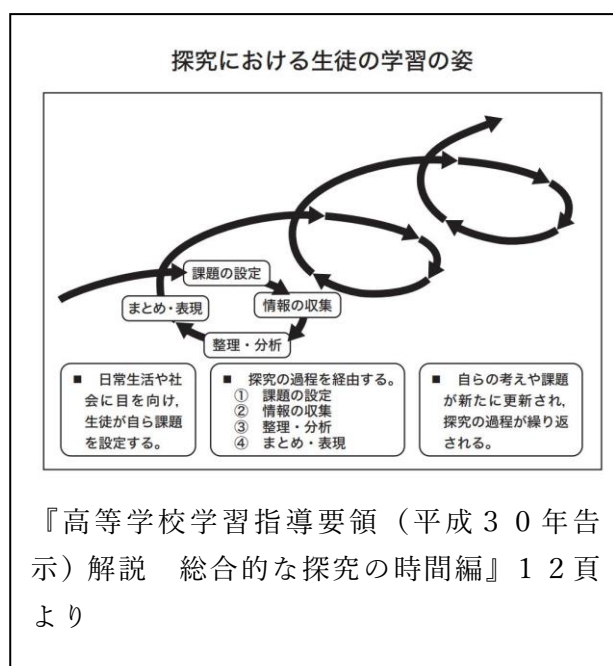 探究における生徒の学習の姿
課題の設定
まとめ・表現
情報の収集
整理・分析
■ 日常生活や社
会に目を向け,
生徒が自ら課題
を設定する。
■ 探究の過程を経由する。
① 課題の設定
② 情報の収集
③ 整理・分析
④ まとめ・表現
■ 自らの考えや課題
が新たに更新され,
探究の過程が繰り返
される。
『高等学校学習指導要領（平成３０年告
示）解説　総合的な探究の時間編』１２頁
より